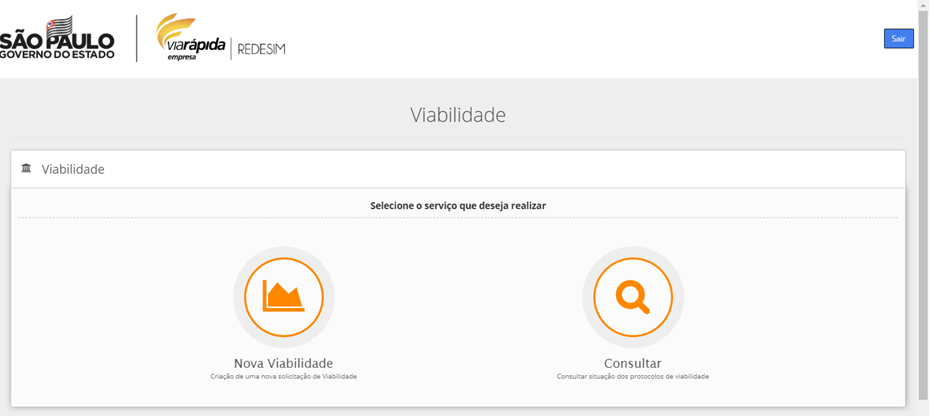 SÃO PAULO
GOVERNO DO ESTADO
viarápida
empresa
REDESIM
Sair
Viabilidade
Viabilidade
Selecione o serviço que deseja realizar
Nova Viabilidade
Criação de uma nova solicitação de Viabilidade
Consultar
Consultar situação dos protocolos de viabilidade